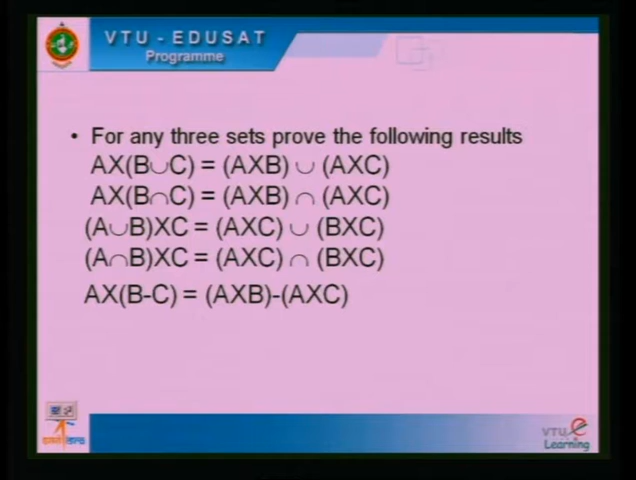 VTU - EDUSAT
Programme
• For any three sets prove the following results
AX(B∪C) = (AXB) ∪ (AXC)
AX(B∩C) = (AXB) ∩ (AXC)
(A∪B)XC = (AXC) ∪ (BXC)
(A∩B)XC = (AXC) ∩ (BXC)
AX(B-C) = (AXB)-(AXC)
VTU e
Learning